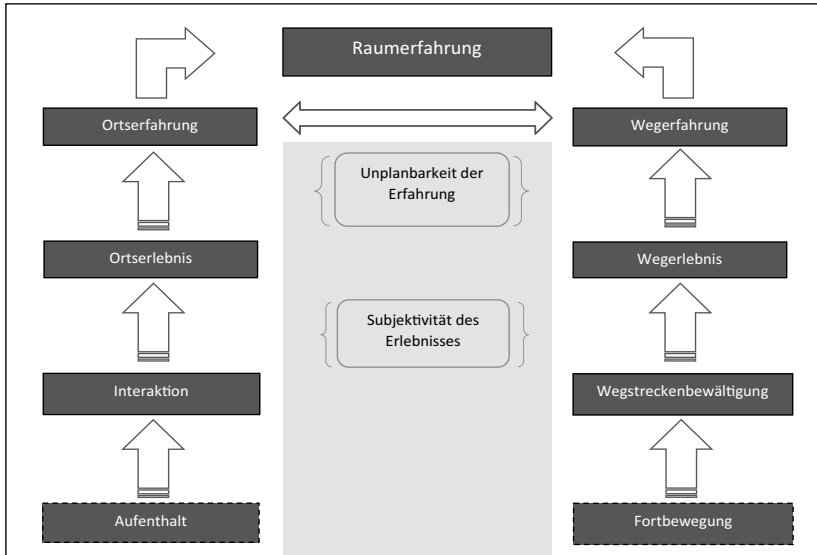 Raumerfahrung
Ortserfahrung
Wegerfahrung
Unplanbarkeit der
Erfahrung
Ortserlebnis
Wegerlebnis
Subjektivität des
Erlebnisses
Interaktion
Wegstreckenbewältigung
Aufenthalt
Fortbewegung